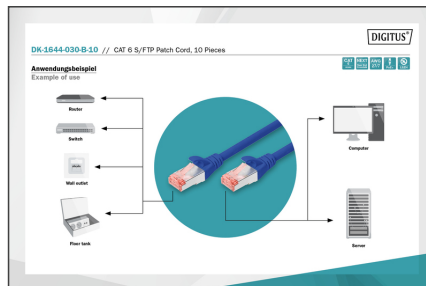 DIGITUS®
DK-1644-030-B-10 // CAT 6 S/FTP Patch Cord, 10 Pieces
Anwendungsbeispiel
Example of use
Router
Switch
Wall outlet
Floor tank
Computer
Server